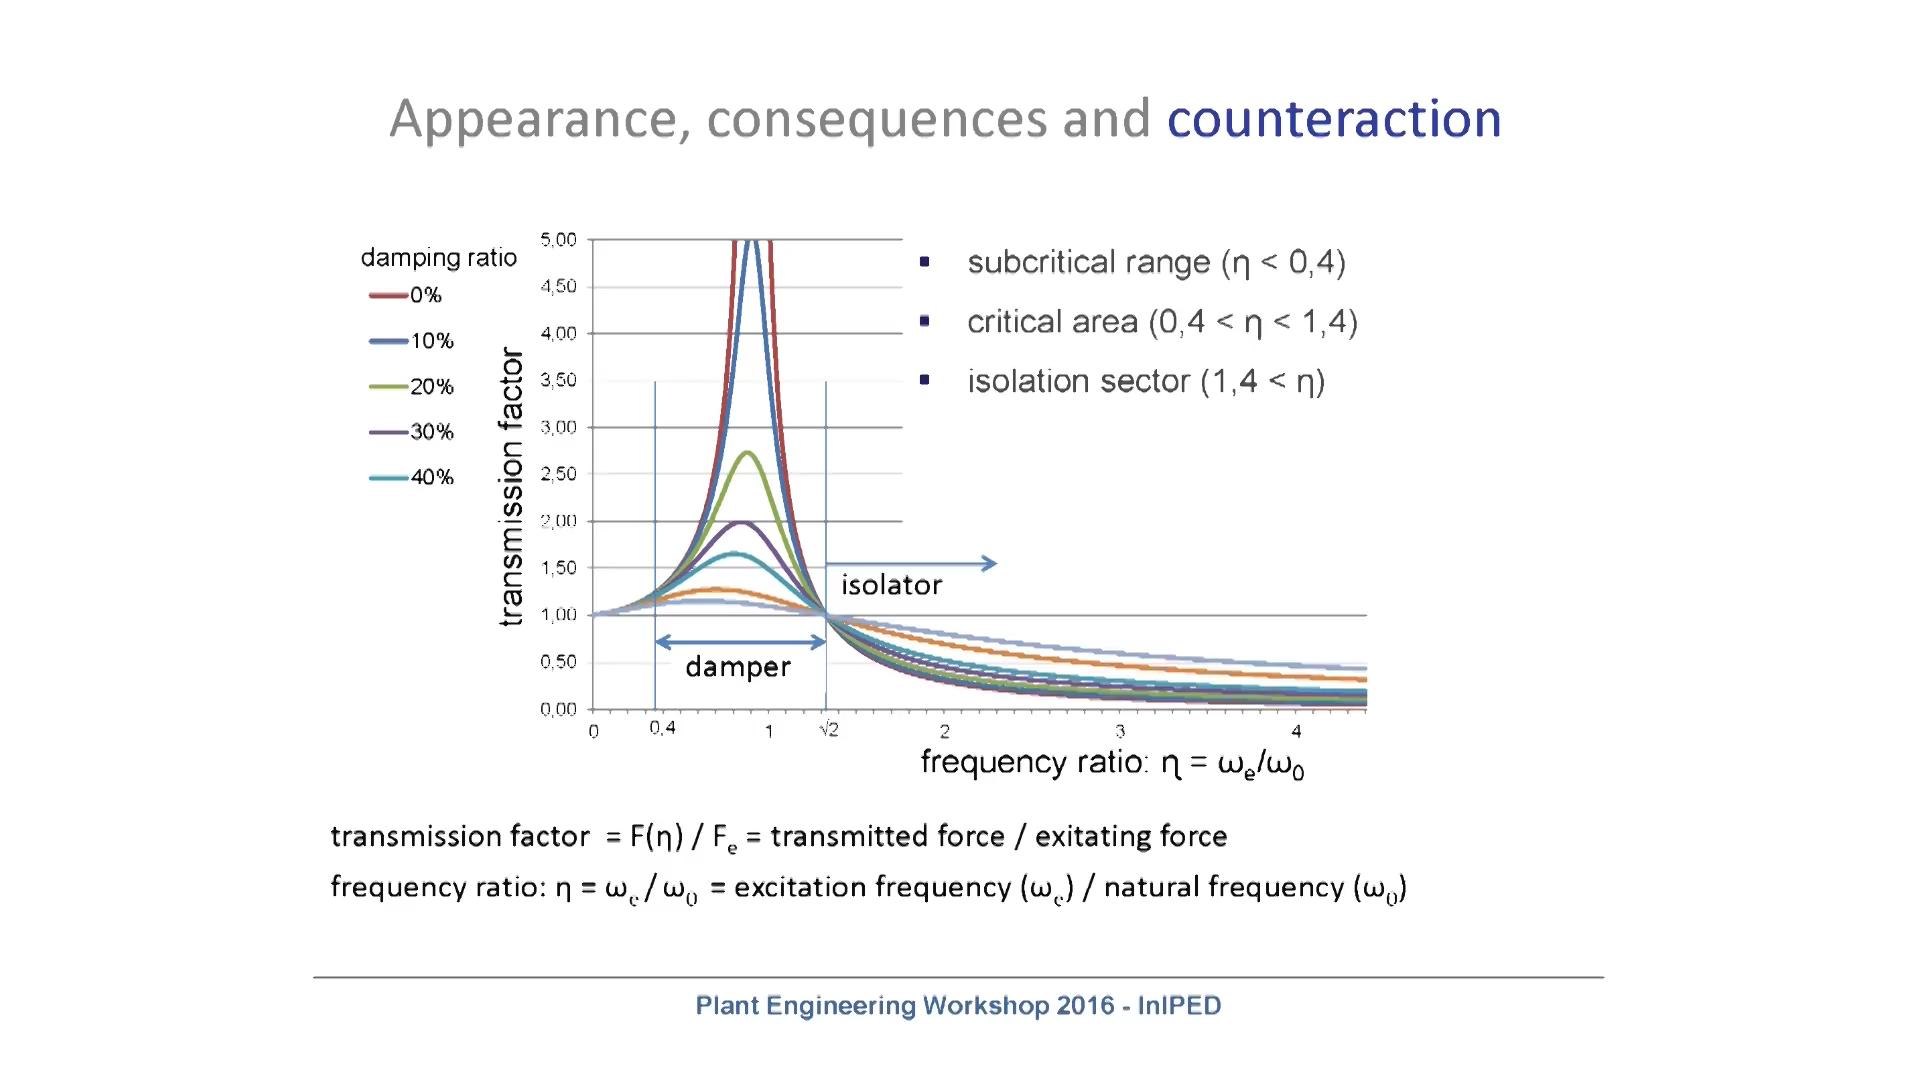 Appearance, consequences and counteraction
damping ratio
0%
10%
20%
30%
40%
transmission factor
5,00
4,50
4,00
3,50
3,00
2,50
2,00
1,50
1,00
0,50
0,00
0
0,4
1
√2
2
3
4
isolator
damper
frequency ratio: η = ωe/ω0
▪ subcritical range (η < 0,4)
▪ critical area (0,4 < η < 1,4)
▪ isolation sector (1,4 < η)
transmission factor = F(η) / Fe = transmitted force / exitating force
frequency ratio: η = ωe / ω0 = excitation frequency (ωe) / natural frequency (ω0)
Plant Engineering Workshop 2016 - InIPED